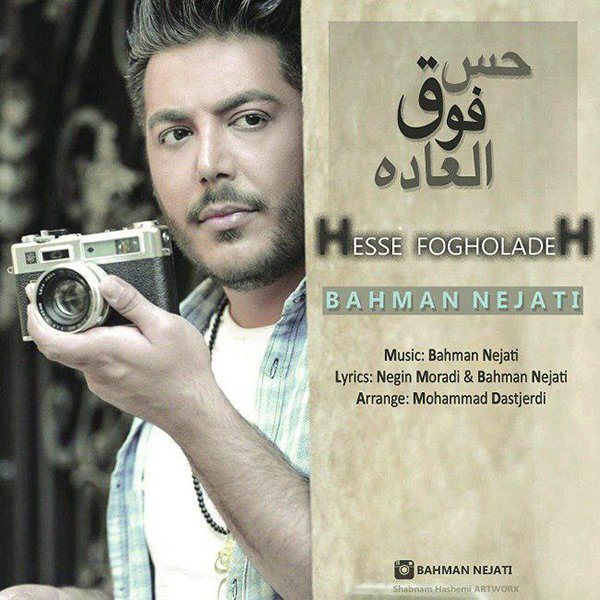 حس
فوق
العاده
HESSE FOGHOLADEH
BAHMAN NEJATI
Music: Bahman Nejati
Lyrics: Negin Moradi & Bahman Nejati
Arrange: Mohammad Dastjerdi
BAHMAN NEJATI
Shabnam Hashemi ARTWORK